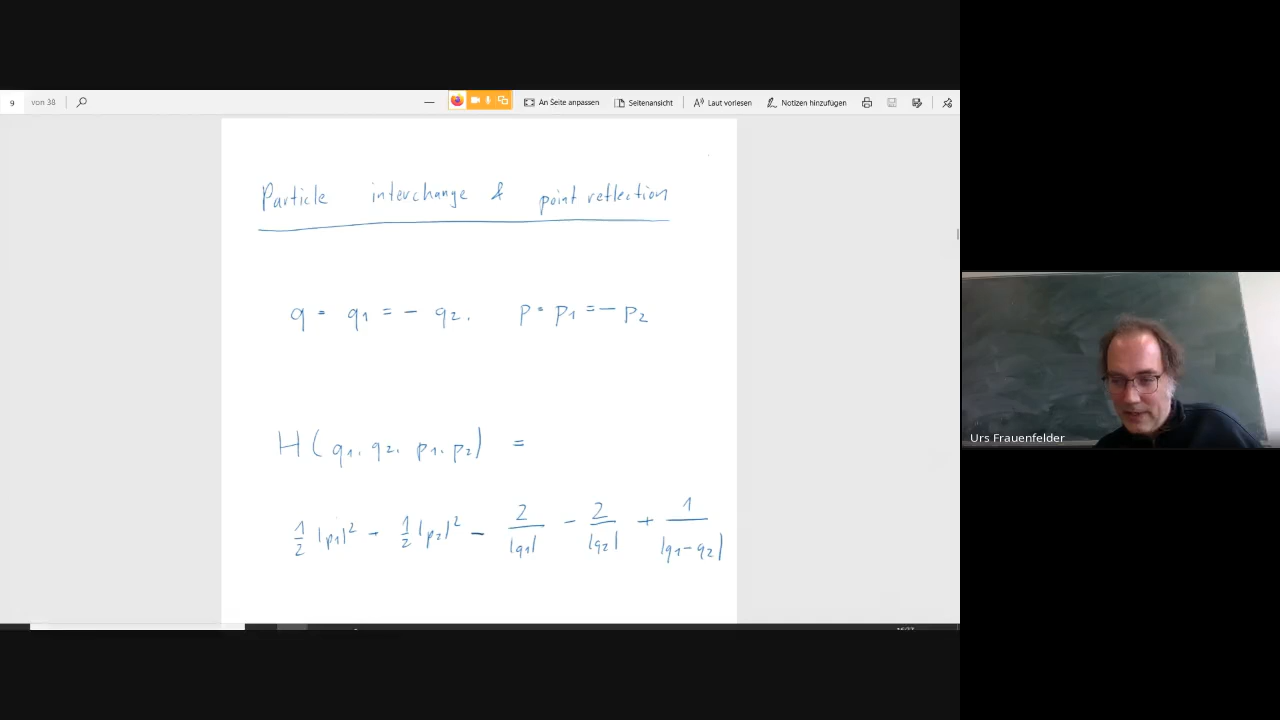 9 von 38 An Seite anpassen Seitenansicht Laut vorlesen Notizen hinzufügen
Particle interchange & point reflection
q = q₁ = - q₂. p = p₁ = - p₂
H(q₁, q₂, p₁, p₂) =
1/2 |p₁|² + 1/2 |p₂|² - 2/|q₁| - 2/|q₂| + 1/|q₁-q₂|
Urs Frauenfelder